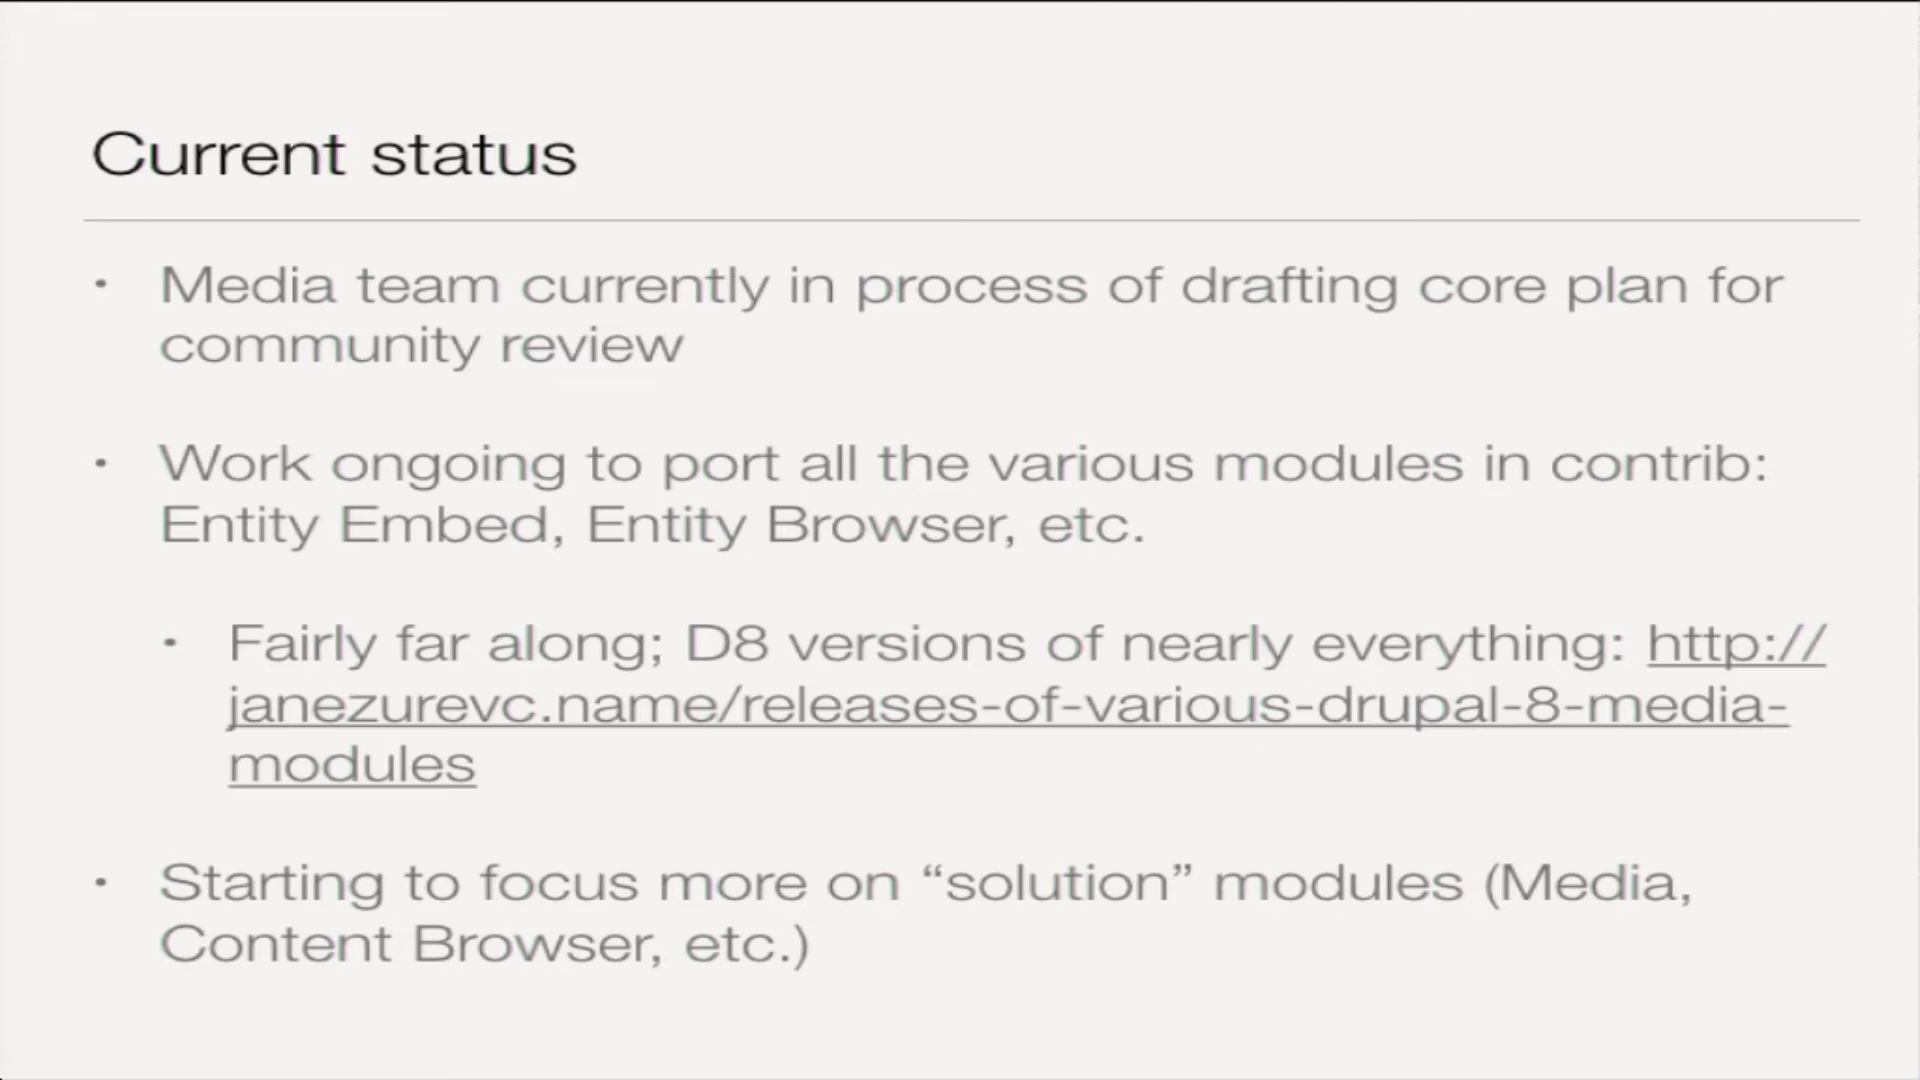 Current status
• Media team currently in process of drafting core plan for
community review
• Work ongoing to port all the various modules in contrib:
Entity Embed, Entity Browser, etc.
• Fairly far along; D8 versions of nearly everything: http://
janezurevc.name/releases-of-various-drupal-8-media-
modules
• Starting to focus more on “solution” modules (Media,
Content Browser, etc.)